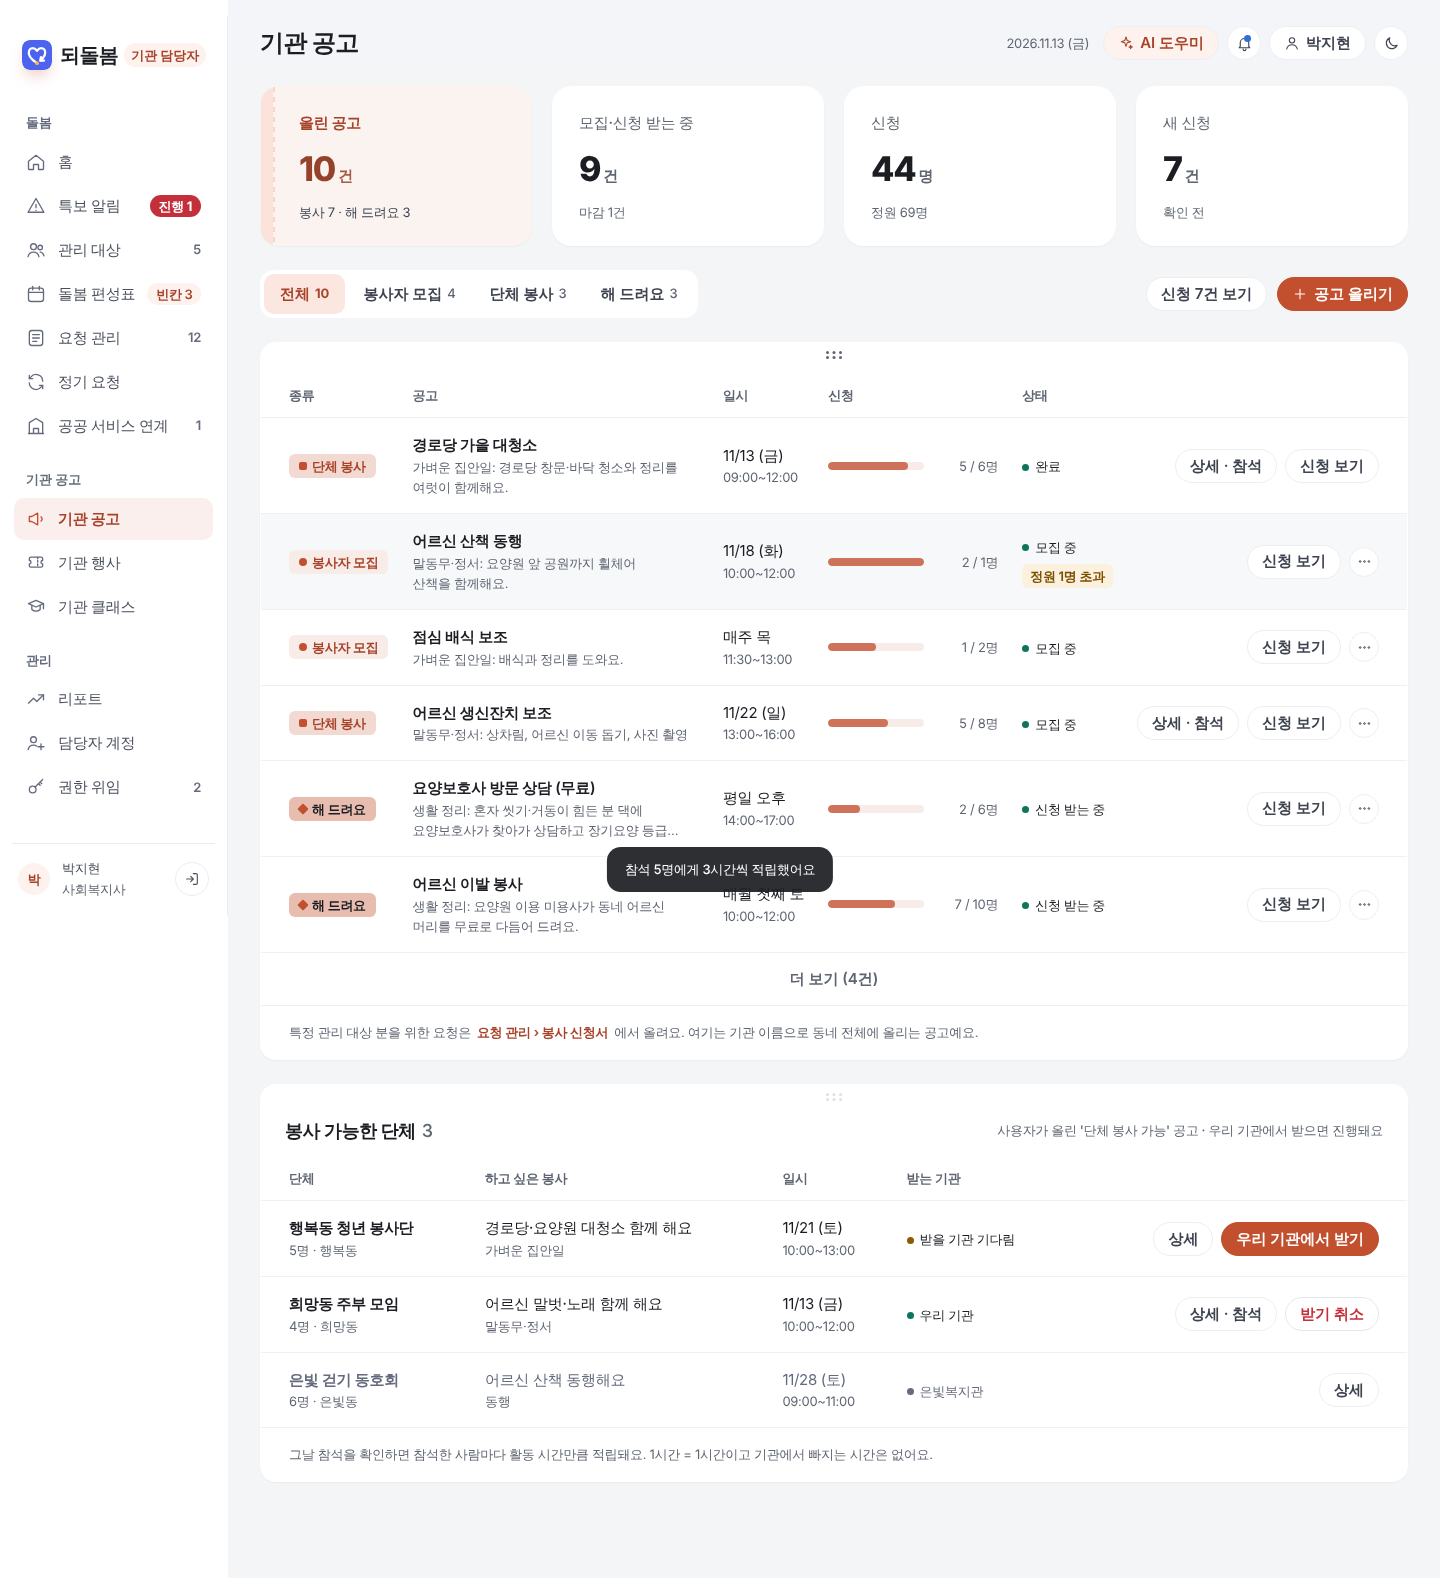 되돌봄 기관 담당자
돌봄
홈
특보 알림 진행 1
관리 대상 5
돌봄 편성표 빈칸 3
요청 관리 12
정기 요청
공공 서비스 연계 1
기관 공고
기관 공고
기관 행사
기관 클래스
관리
리포트
담당자 계정
권한 위임 2
박 박지현
사회복지사
기관 공고
2026.11.13 (금) AI 도우미 박지현
올린 공고
10건
봉사 7 · 해 드려요 3
모집·신청 받는 중
9건
마감 1건
신청
44명
정원 69명
새 신청
7건
확인 전
전체 10 봉사자 모집 4 단체 봉사 3 해 드려요 3
신청 7건 보기 + 공고 올리기
종류 공고 일시 신청 상태
단체 봉사
경로당 가을 대청소
가벼운 집안일: 경로당 창문·바닥 청소와 정리를
여럿이 함께해요.
11/13 (금)
09:00~12:00
5 / 6명
완료
상세 · 참석 신청 보기
봉사자 모집
어르신 산책 동행
말동무·정서: 요양원 앞 공원까지 휠체어
산책을 함께해요.
11/18 (화)
10:00~12:00
2 / 1명
모집 중
정원 1명 초과
신청 보기 ···
봉사자 모집
점심 배식 보조
가벼운 집안일: 배식과 정리를 도와요.
매주 목
11:30~13:00
1 / 2명
모집 중
신청 보기 ···
단체 봉사
어르신 생신잔치 보조
말동무·정서: 상차림, 어르신 이동 돕기, 사진 촬영
11/22 (일)
13:00~16:00
5 / 8명
모집 중
상세 · 참석 신청 보기 ···
해 드려요
요양보호사 방문 상담 (무료)
생활 정리: 혼자 씻기·거동이 힘든 분 댁에
요양보호사가 찾아가 상담하고 장기요양 등급...
평일 오후
14:00~17:00
2 / 6명
신청 받는 중
신청 보기 ···
참석 5명에게 3시간씩 적립했어요
해 드려요
어르신 이발 봉사
생활 정리: 요양원 이용 미용사가 동네 어르신
머리를 무료로 다듬어 드려요.
매월 첫째 토
10:00~12:00
7 / 10명
신청 받는 중
신청 보기 ···
더 보기 (4건)
특정 관리 대상 분을 위한 요청은 요청 관리 › 봉사 신청서 에서 올려요. 여기는 기관 이름으로 동네 전체에 올리는 공고예요.
봉사 가능한 단체 3
사용자가 올린 '단체 봉사 가능' 공고 · 우리 기관에서 받으면 진행돼요
단체 하고 싶은 봉사 일시 받는 기관
행복동 청년 봉사단
5명 · 행복동
경로당·요양원 대청소 함께 해요
가벼운 집안일
11/21 (토)
10:00~13:00
받을 기관 기다림
상세 우리 기관에서 받기
희망동 주부 모임
4명 · 희망동
어르신 말벗·노래 함께 해요
말동무·정서
11/13 (금)
10:00~12:00
우리 기관
상세 · 참석 받기 취소
은빛 걷기 동호회
6명 · 은빛동
어르신 산책 동행해요
동행
11/28 (토)
09:00~11:00
은빛복지관
상세
그날 참석을 확인하면 참석한 사람마다 활동 시간만큼 적립돼요. 1시간 = 1시간이고 기관에서 빠지는 시간은 없어요.